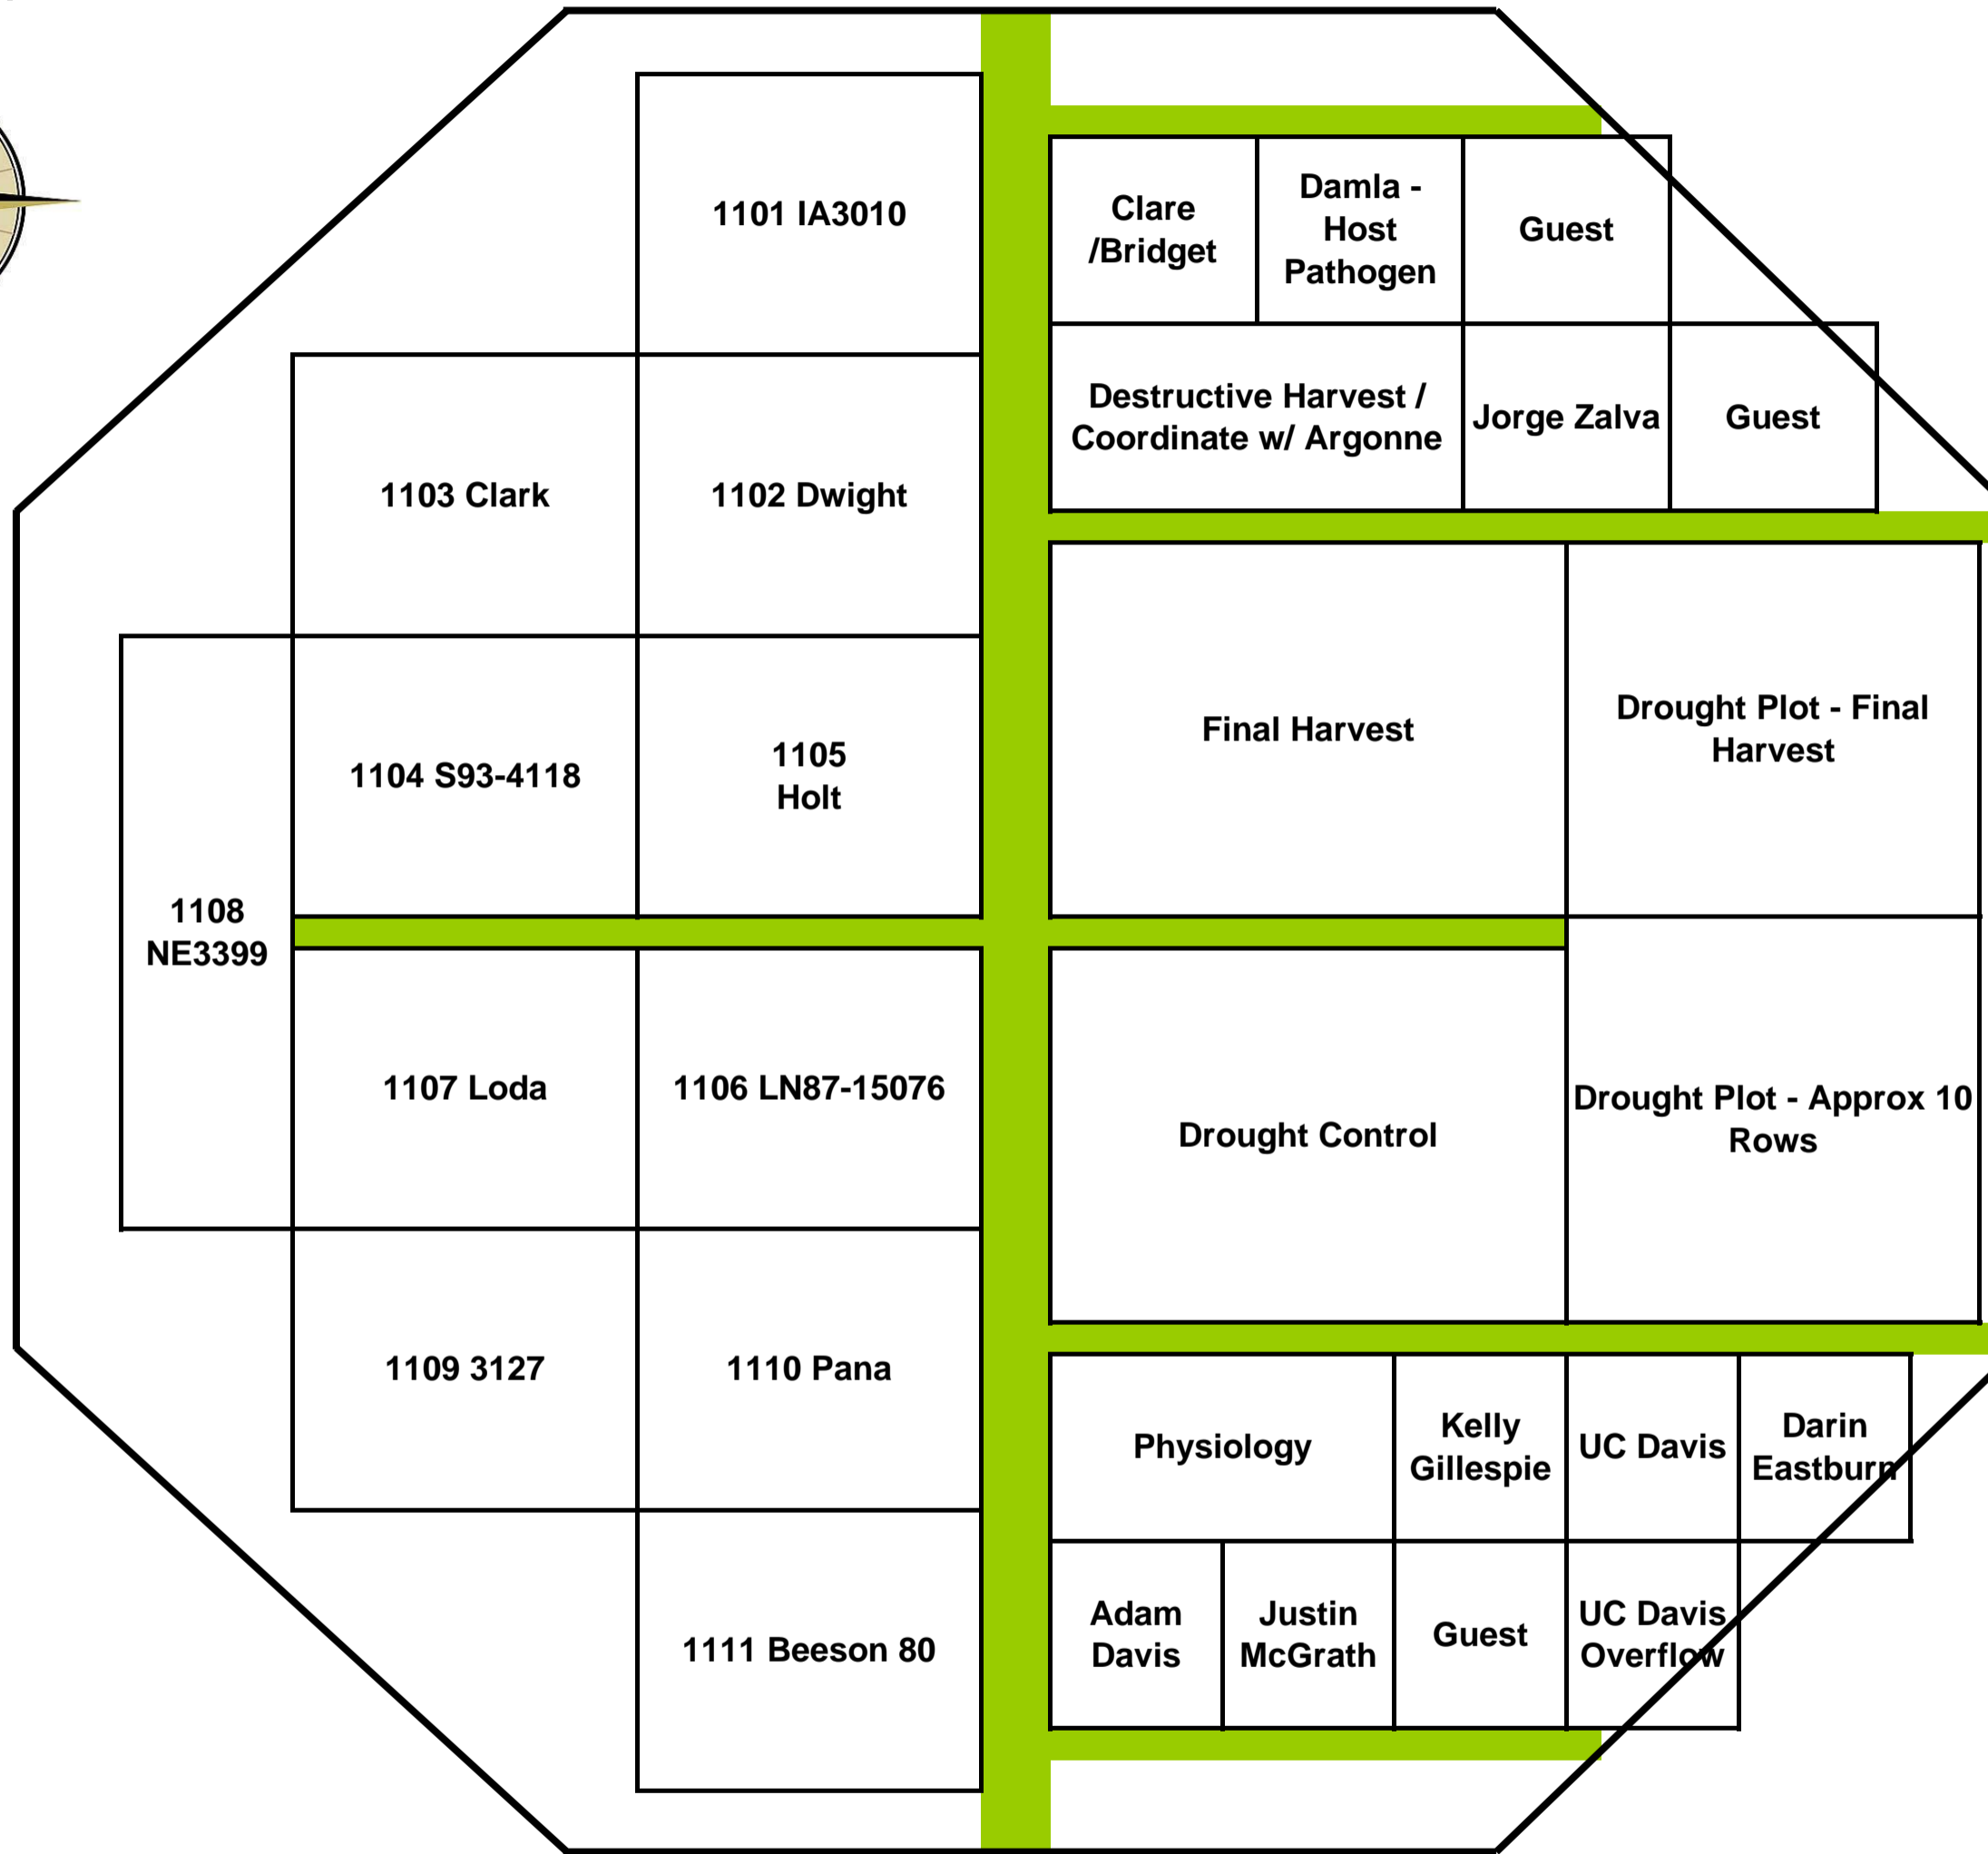 1101 IA3010
Clare
/Bridget
Damla -
Host
Pathogen
Guest
1103 Clark
1102 Dwight
Destructive Harvest /
Coordinate w/ Argonne
Jorge Zalva
Guest
1104 S93-4118
1105
Holt
Final Harvest
Drought Plot - Final
Harvest
1108
NE3399
1107 Loda
1106 LN87-15076
Drought Control
Drought Plot - Approx 10
Rows
1109 3127
1110 Pana
Physiology
Kelly
Gillespie
UC Davis
Darin
Eastburn
1111 Beeson 80
Adam
Davis
Justin
McGrath
Guest
UC Davis
Overflow